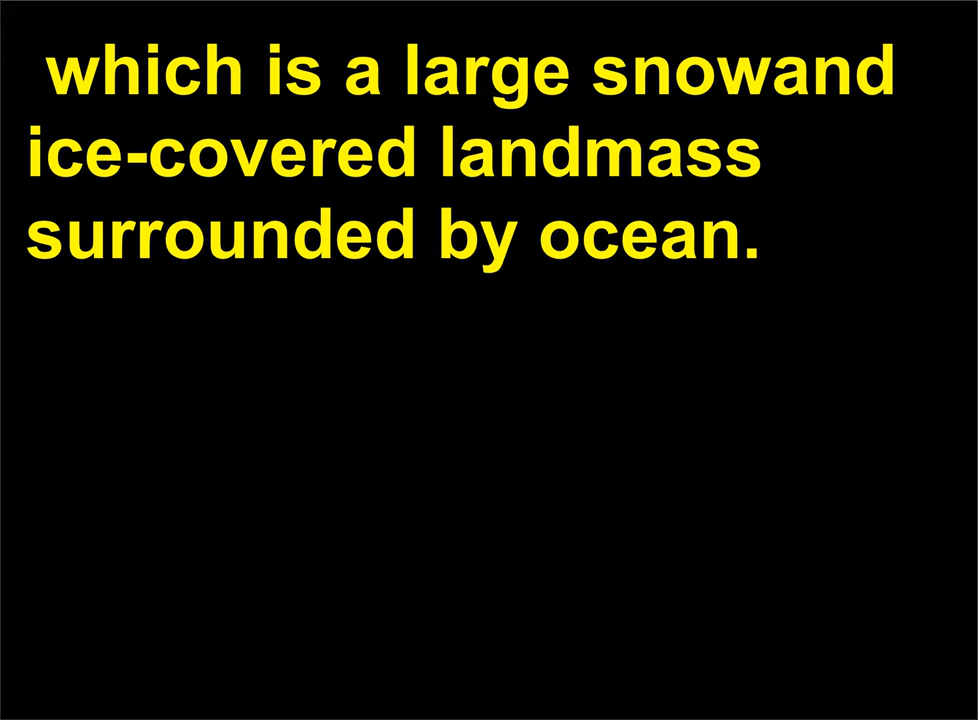 which is a large snowand
ice-covered landmass
surrounded by ocean.